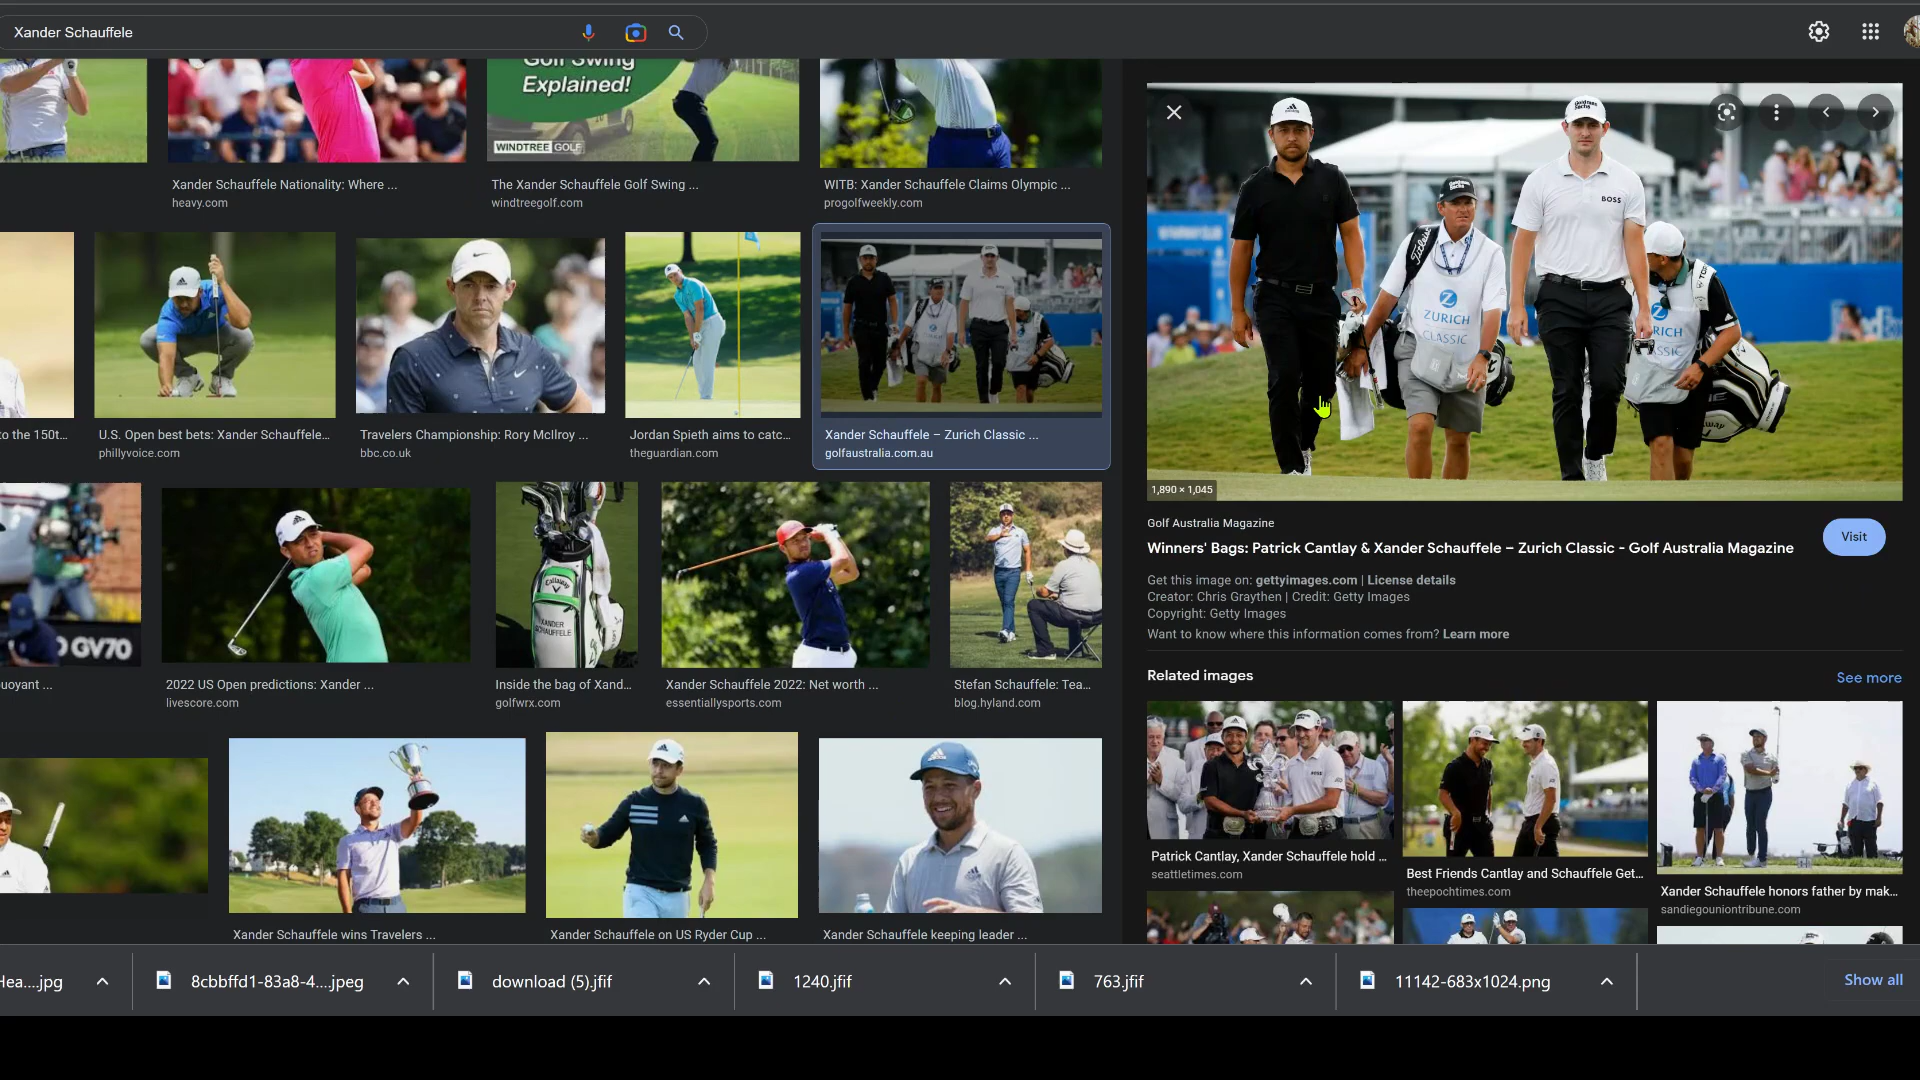 Xander Schauffele
Golf Swing
Explained!
WINDTREE GOLF
Xander Schauffele Nationality: Where ...
heavy.com
The Xander Schauffele Golf Swing ...
windtreegolf.com
WITB: Xander Schauffele Claims Olympic ...
progolfweekly.com
to the 150t...
U.S. Open best bets: Xander Schauffele...
phillyvoice.com
Travelers Championship: Rory McIlroy ...
bbc.co.uk
Jordan Spieth aims to catc...
theguardian.com
Xander Schauffele – Zurich Classic ...
golfaustralia.com.au
GV70
Callaway
XANDER
SCHAUFFELE
uoyant ...
2022 US Open predictions: Xander ...
livescore.com
Inside the bag of Xand...
golfwrx.com
Xander Schauffele 2022: Net worth ...
essentiallysports.com
Stefan Schauffele: Tea...
blog.hyland.com
Xander Schauffele wins Travelers ...
Xander Schauffele on US Ryder Cup ...
Xander Schauffele keeping leader ...
Goldman
Sachs
BOSS
Titleist
ZURICH
CLASSIC
1,890 × 1,045
Golf Australia Magazine
Winners' Bags: Patrick Cantlay & Xander Schauffele – Zurich Classic - Golf Australia Magazine
Visit
Get this image on: gettyimages.com | License details
Creator: Chris Graythen | Credit: Getty Images
Copyright: Getty Images
Want to know where this information comes from? Learn more
Related images
See more
Patrick Cantlay, Xander Schauffele hold ...
seattletimes.com
Best Friends Cantlay and Schauffele Get...
theepochtimes.com
Xander Schauffele honors father by mak...
sandiegouniontribune.com
Hea....jpg
8cbbffd1-83a8-4....jpeg
download (5).jfif
1240.jfif
763.jfif
11142-683x1024.png
Show all